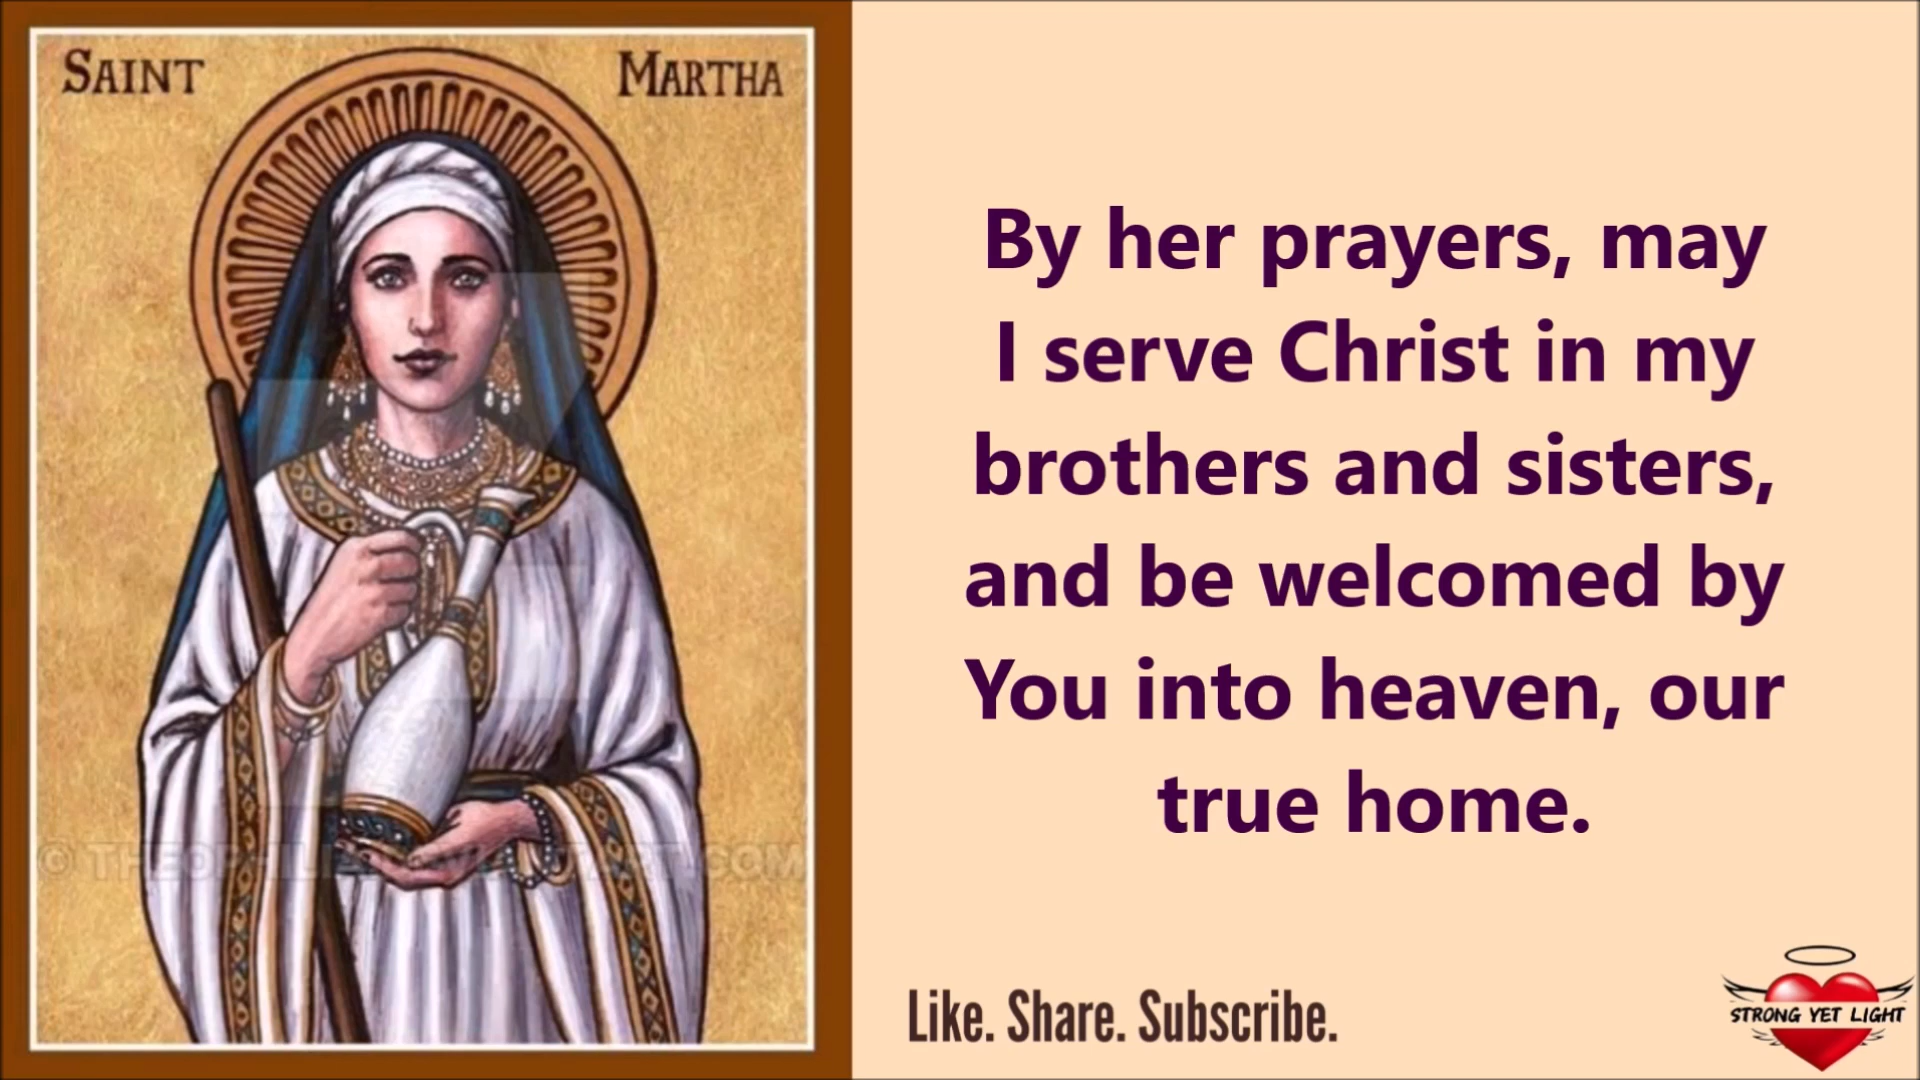 SAINT MARTHA
By her prayers, may
I serve Christ in my
brothers and sisters,
and be welcomed by
You into heaven, our
true home.
Like. Share. Subscribe.
STRONG YET LIGHT